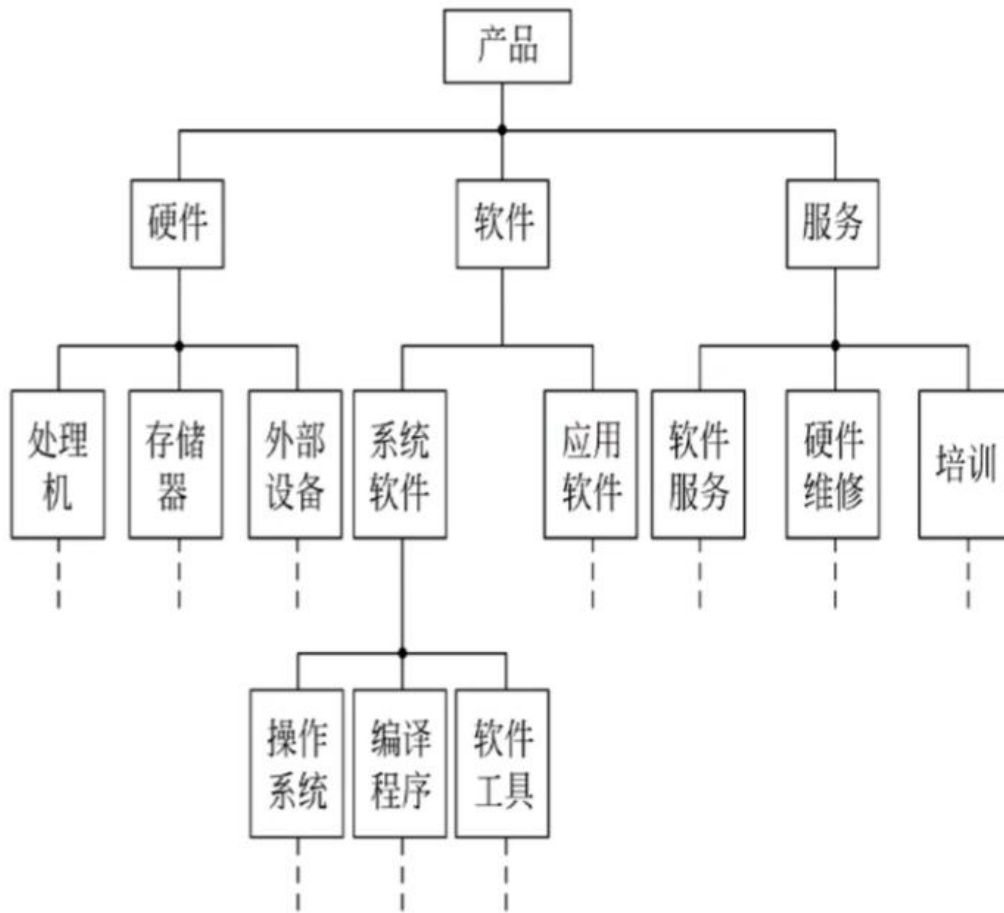 产品
硬件
软件
服务
处理
机
存储
器
外部
设备
系统
软件
应用
软件
软件
服务
硬件
维修
培训
操作
系统
编译
程序
软件
工具